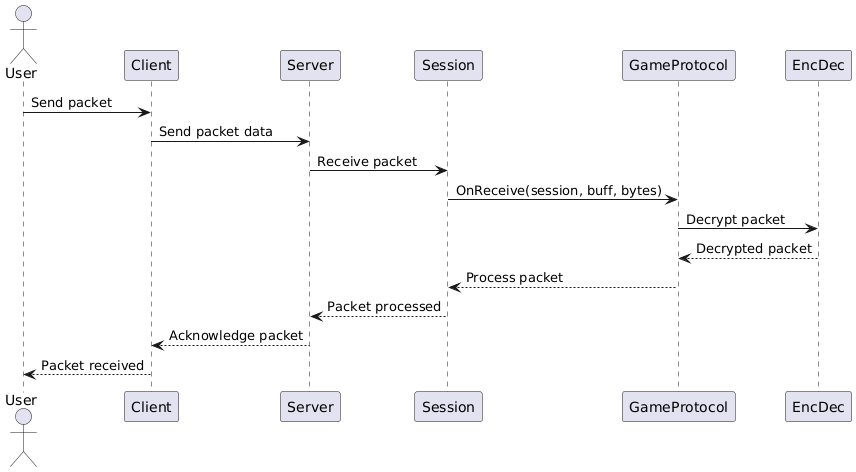 User
Client
Server
Session
GameProtocol
EncDec
Send packet
Send packet data
Receive packet
OnReceive(session, buff, bytes)
Decrypt packet
Decrypted packet
Process packet
Packet processed
Acknowledge packet
Packet received
User
Client
Server
Session
GameProtocol
EncDec